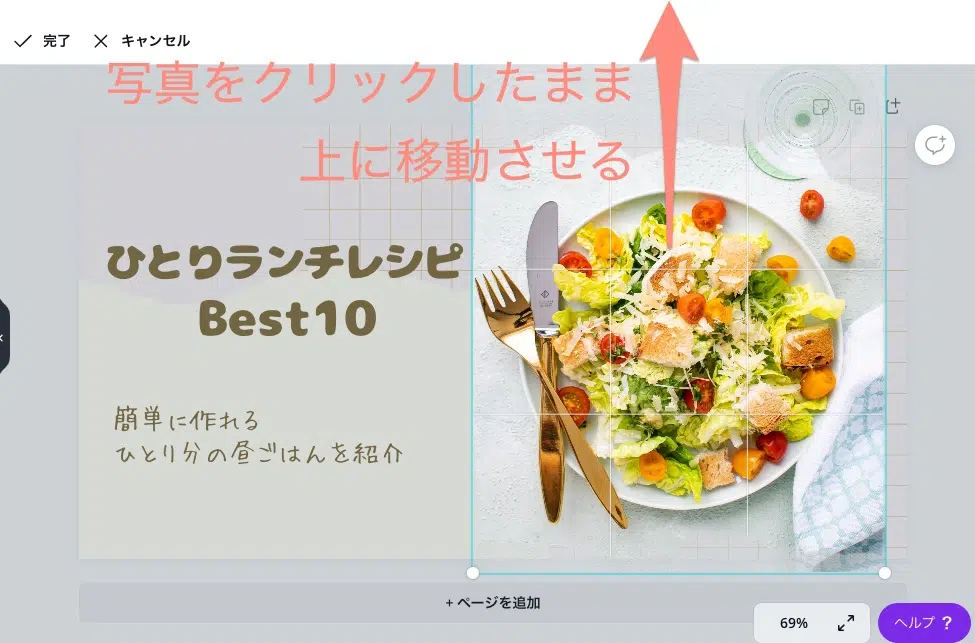 完了 キャンセル
写真をクリックしたまま
上に移動させる
ひとりランチレシピ
Best10
簡単に作れる
ひとり分の昼ごはんを紹介
+ ページを追加
69%
ヘルプ ?